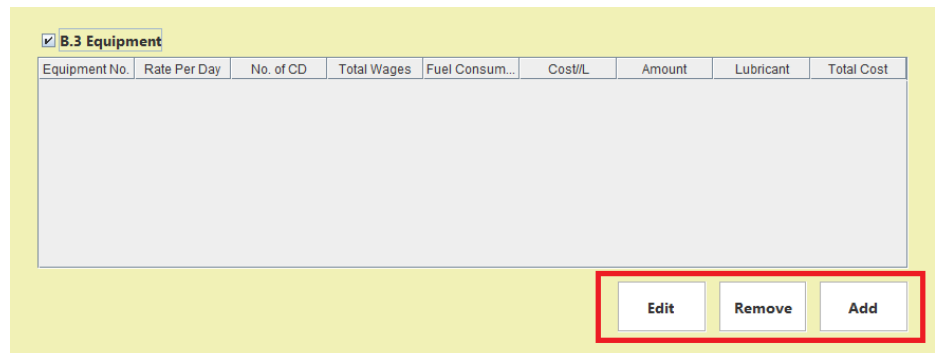 B.3 Equipment
Equipment No. Rate Per Day No. of CD Total Wages Fuel Consum... Cost//L Amount Lubricant Total Cost
Edit Remove Add